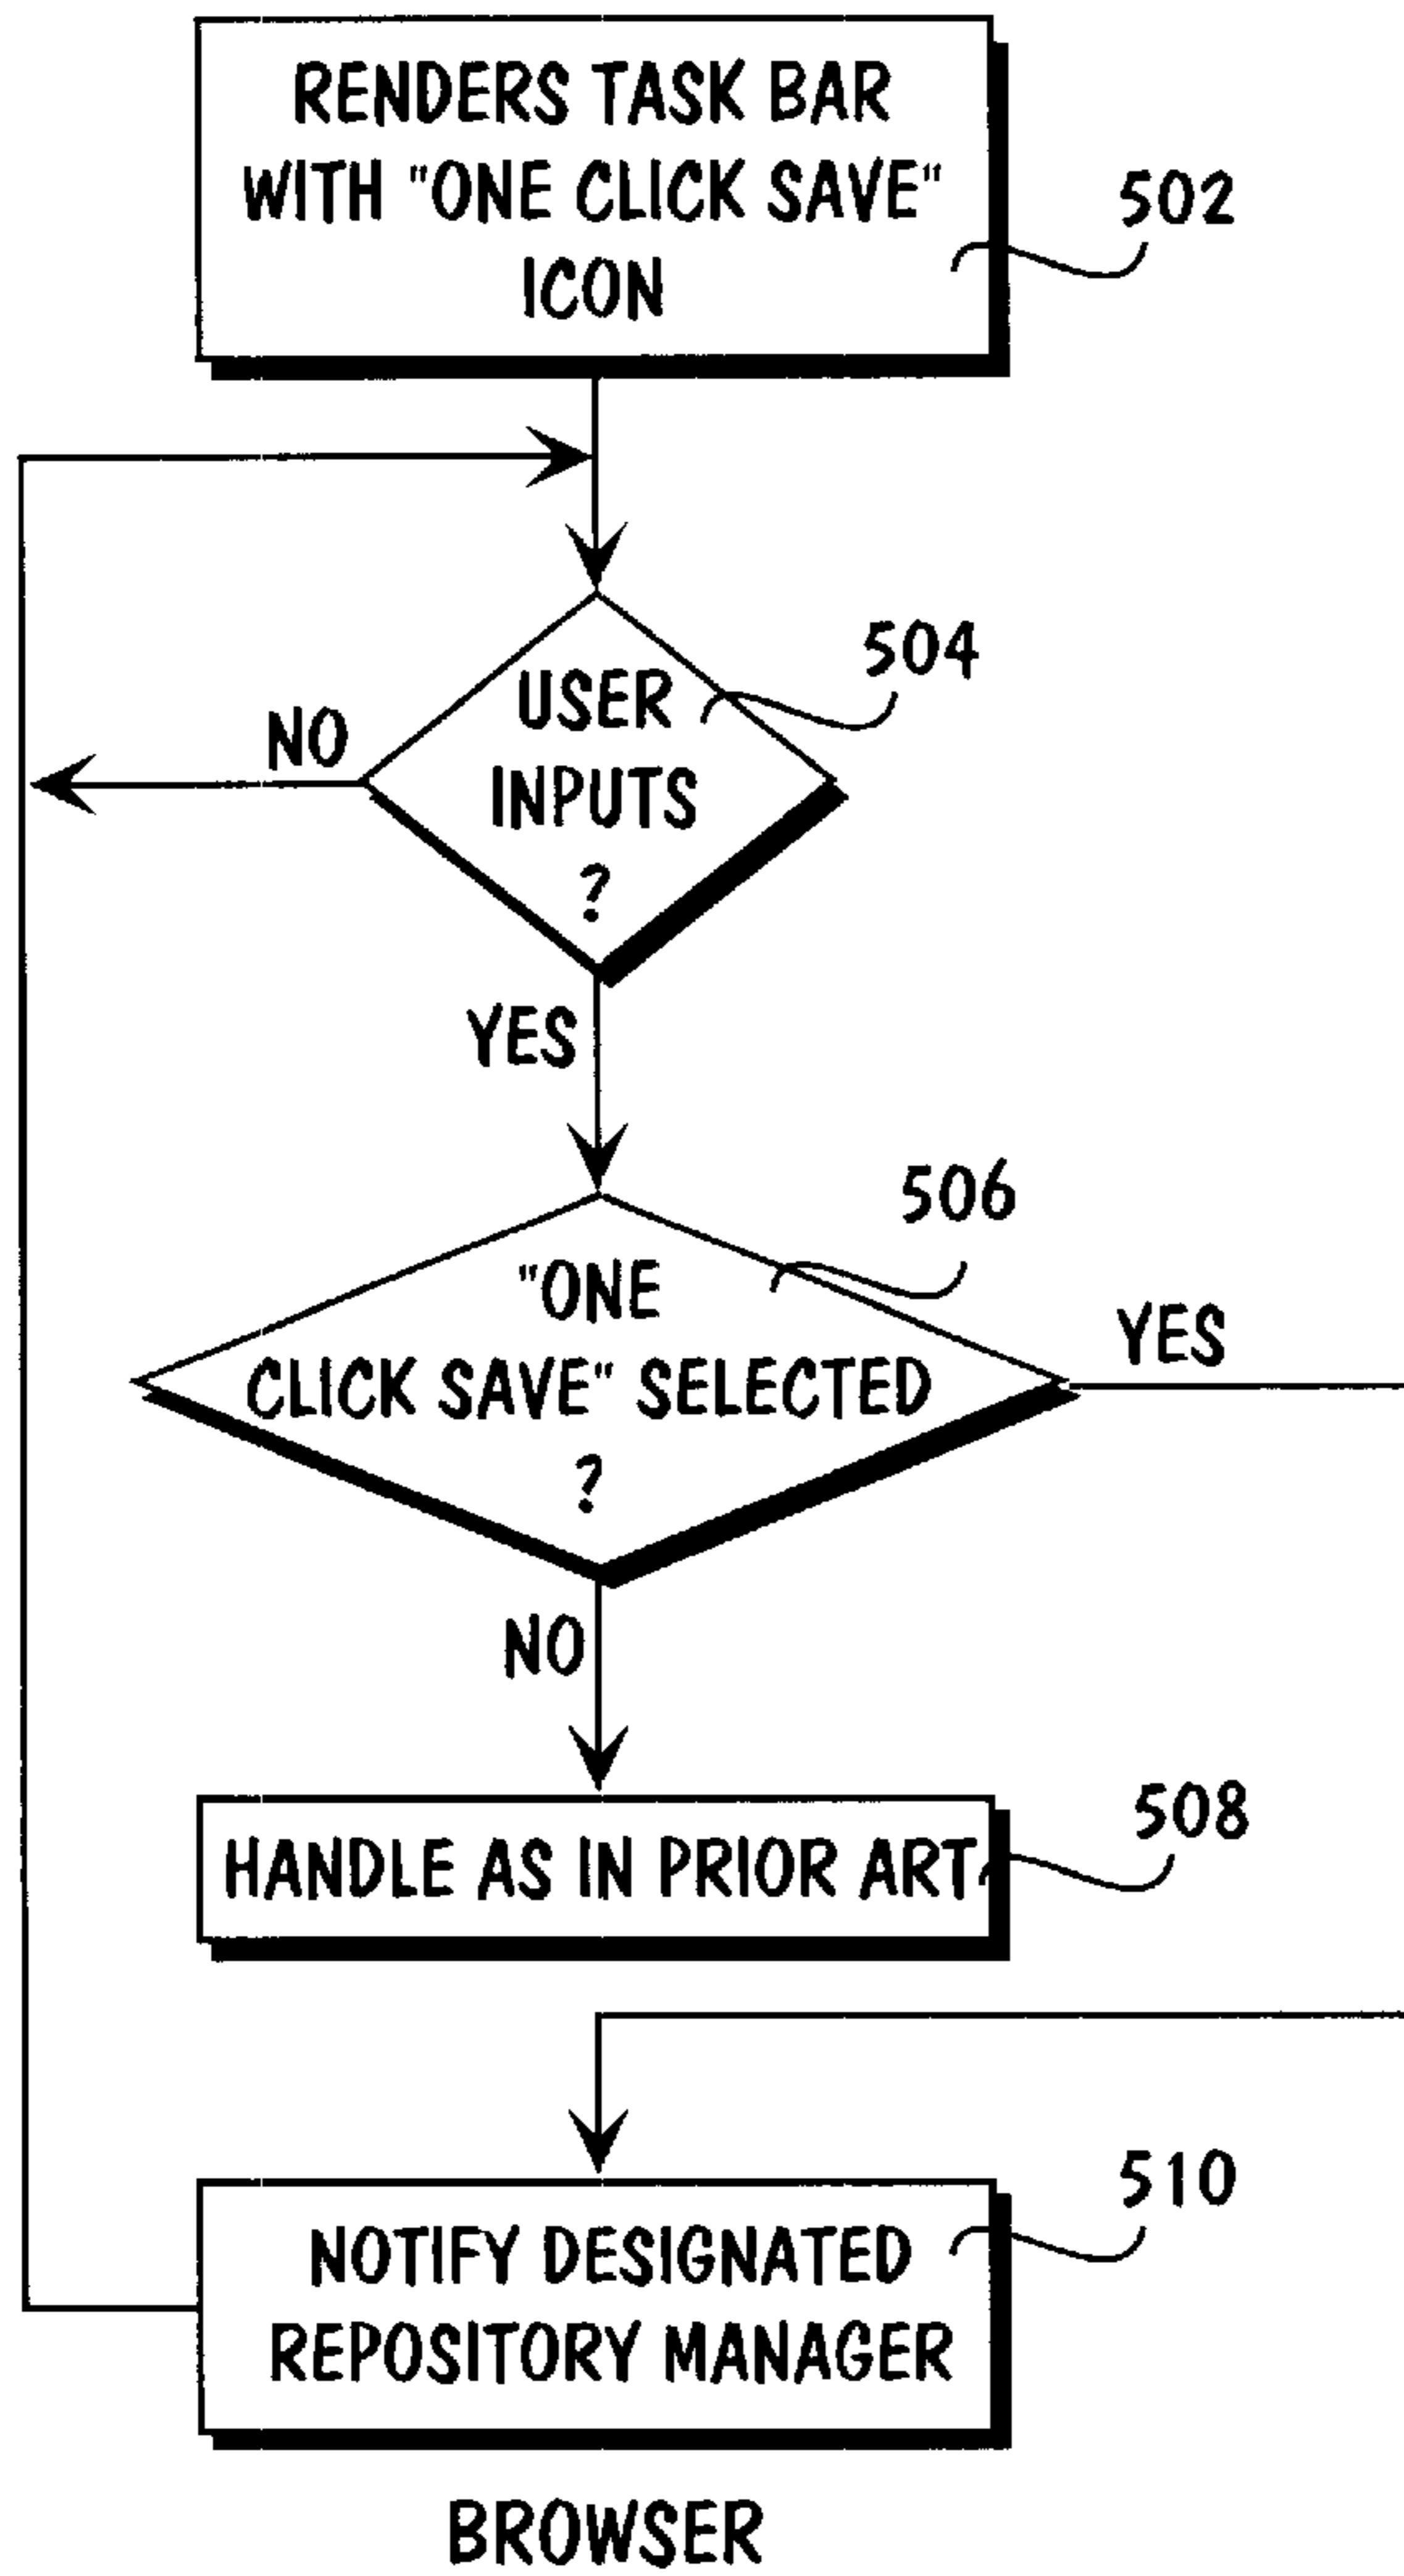 RENDERS TASK BAR
WITH "ONE CLICK SAVE"
ICON
502
504
USER
INPUTS
?
NO
YES
506
"ONE
CLICK SAVE" SELECTED
?
YES
NO
508
HANDLE AS IN PRIOR ART
510
NOTIFY DESIGNATED
REPOSITORY MANAGER
BROWSER